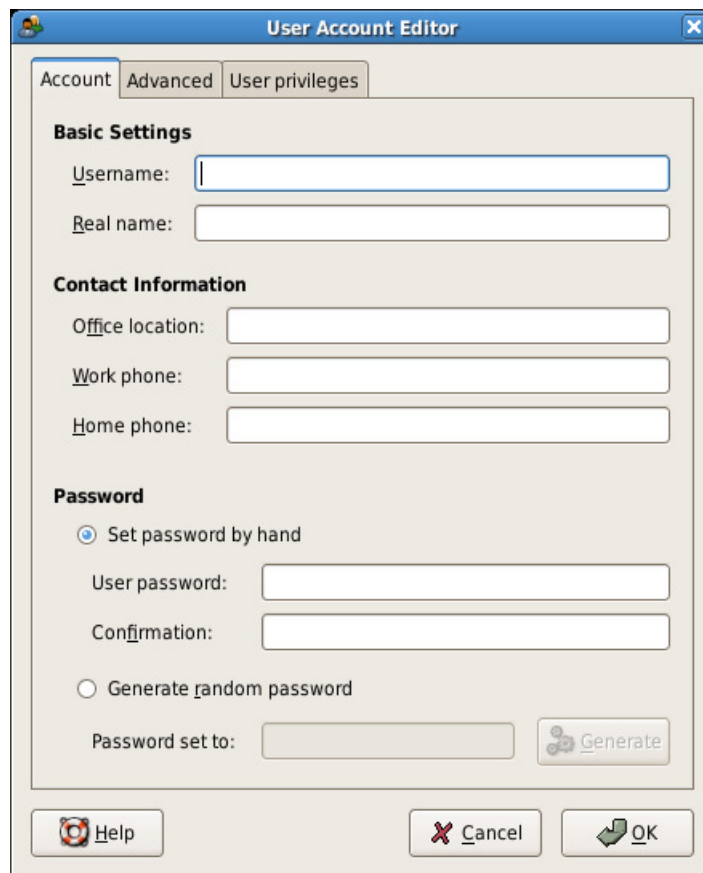 User Account Editor
Account Advanced User privileges
Basic Settings
Username:
Real name:
Contact Information
Office location:
Work phone:
Home phone:
Password
Set password by hand
User password:
Confirmation:
Generate random password
Password set to: Generate
Help Cancel OK